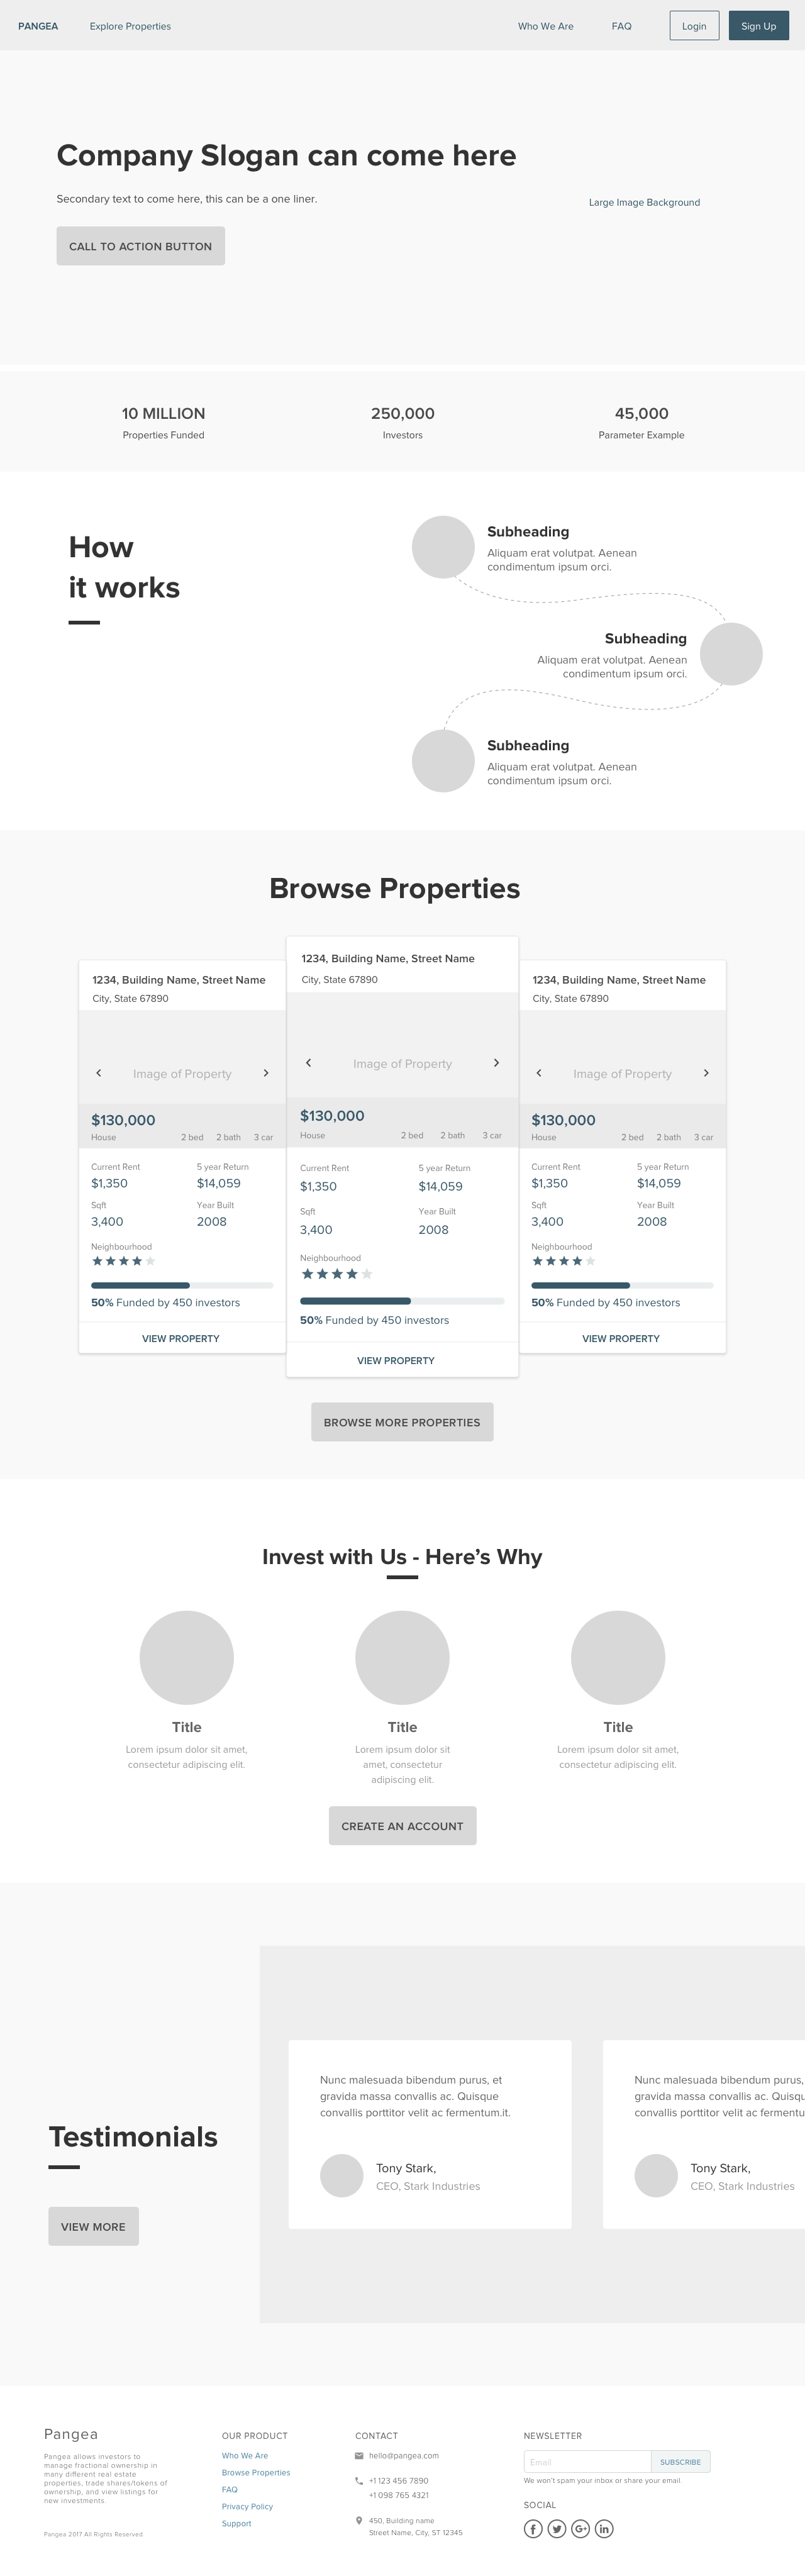 PANGEA
Explore Properties
Who We Are
FAQ
Login
Sign Up
Company Slogan can come here
Secondary text to come here, this can be a one liner.
Large Image Background
CALL TO ACTION BUTTON
10 MILLION
Properties Funded
250,000
Investors
45,000
Parameter Example
How
it works
Subheading
Aliquam erat volutpat. Aenean
condimentum ipsum orci.
Subheading
Aliquam erat volutpat. Aenean
condimentum ipsum orci.
Subheading
Aliquam erat volutpat. Aenean
condimentum ipsum orci.
Browse Properties
1234, Building Name, Street Name
City, State 67890
Image of Property
$130,000
House 2 bed 2 bath 3 car
Current Rent 5 year Return
$1,350 $14,059
Sqft Year Built
3,400 2008
Neighbourhood
50% Funded by 450 investors
VIEW PROPERTY
1234, Building Name, Street Name
City, State 67890
Image of Property
$130,000
House 2 bed 2 bath 3 car
Current Rent 5 year Return
$1,350 $14,059
Sqft Year Built
3,400 2008
Neighbourhood
50% Funded by 450 investors
VIEW PROPERTY
1234, Building Name, Street Name
City, State 67890
Image of Property
$130,000
House 2 bed 2 bath 3 car
Current Rent 5 year Return
$1,350 $14,059
Sqft Year Built
3,400 2008
Neighbourhood
50% Funded by 450 investors
VIEW PROPERTY
BROWSE MORE PROPERTIES
Invest with Us - Here’s Why
Title
Lorem ipsum dolor sit amet,
consectetur adipiscing elit.
Title
Lorem ipsum dolor sit
amet, consectetur
adipiscing elit.
Title
Lorem ipsum dolor sit amet,
consectetur adipiscing elit.
CREATE AN ACCOUNT
Testimonials
VIEW MORE
Nunc malesuada bibendum purus, et
gravida massa convallis ac. Quisque
convallis porttitor velit ac fermentum.it.
Tony Stark,
CEO, Stark Industries
Nunc malesuada bibendum purus,
gravida massa convallis ac. Quisqu
convallis porttitor velit ac fermentu
Tony Stark,
CEO, Stark Industries
Pangea
Pangea allows investors to
manage fractional ownership in
many different real estate
properties, trade shares/tokens of
ownership, and view listings for
new investments.
Pangea 2017 All Rights Reserved
OUR PRODUCT
Who We Are
Browse Properties
FAQ
Privacy Policy
Support
CONTACT
hello@pangea.com
+1 123 456 7890
+1 098 765 4321
450, Building name
Street Name, City, ST 12345
NEWSLETTER
Email
SUBSCRIBE
We won’t spam your inbox or share your email.
SOCIAL